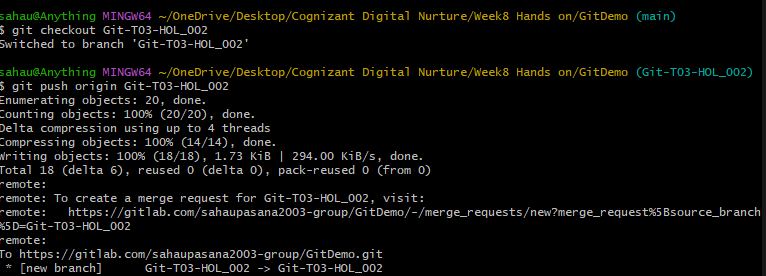 sahau@Anything MINGW64 ~/OneDrive/Desktop/Cognizant Digital Nurture/Week8 Hands on/GitDemo (main)
$ git checkout Git-T03-HOL_002
Switched to branch 'Git-T03-HOL_002'
sahau@Anything MINGW64 ~/OneDrive/Desktop/Cognizant Digital Nurture/Week8 Hands on/GitDemo (Git-T03-HOL_002)
$ git push origin Git-T03-HOL_002
Enumerating objects: 20, done.
Counting objects: 100% (20/20), done.
Delta compression using up to 4 threads
Compressing objects: 100% (14/14), done.
Writing objects: 100% (18/18), 1.73 KiB | 294.00 KiB/s, done.
Total 18 (delta 6), reused 0 (delta 0), pack-reused 0 (from 0)
remote:
remote: To create a merge request for Git-T03-HOL_002, visit:
remote:   https://gitlab.com/sahaupasana2003-group/GitDemo/-/merge_requests/new?merge_request%5Bsource_branch
%5D=Git-T03-HOL_002
remote:
To https://gitlab.com/sahaupasana2003-group/GitDemo.git
 * [new branch]      Git-T03-HOL_002 -> Git-T03-HOL_002